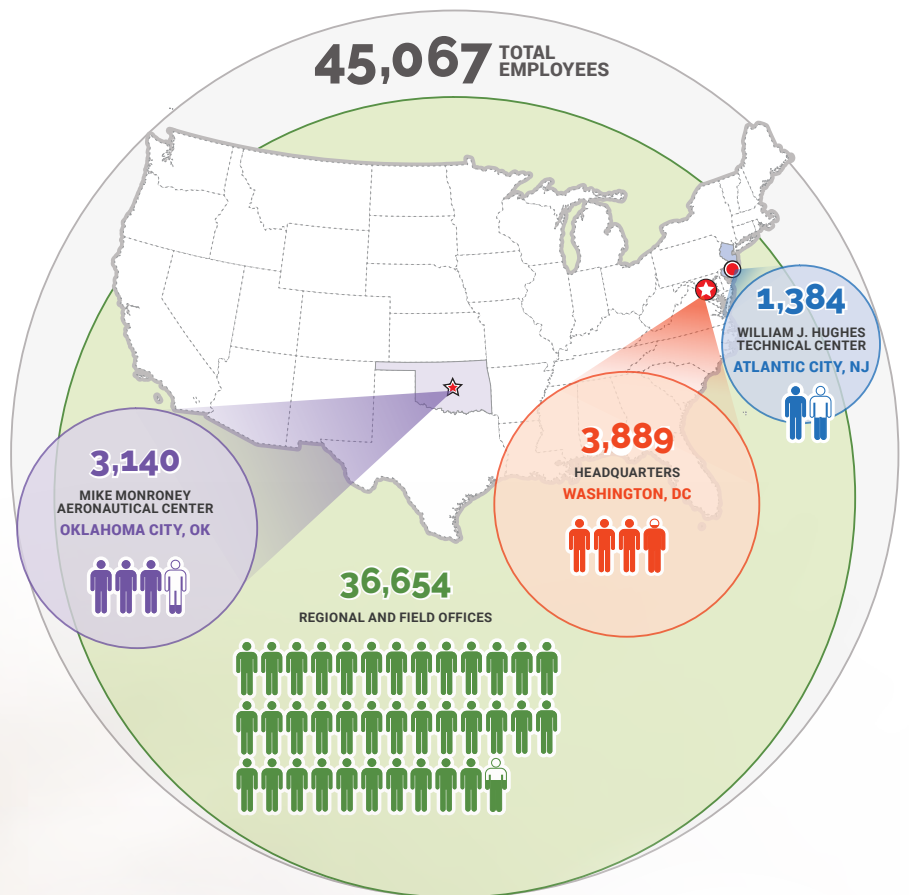 45,067 TOTAL
EMPLOYEES
1,384
WILLIAM J. HUGHES
TECHNICAL CENTER
ATLANTIC CITY, NJ
3,889
HEADQUARTERS
WASHINGTON, DC
3,140
MIKE MONRONEY
AERONAUTICAL CENTER
OKLAHOMA CITY, OK
36,654
REGIONAL AND FIELD OFFICES